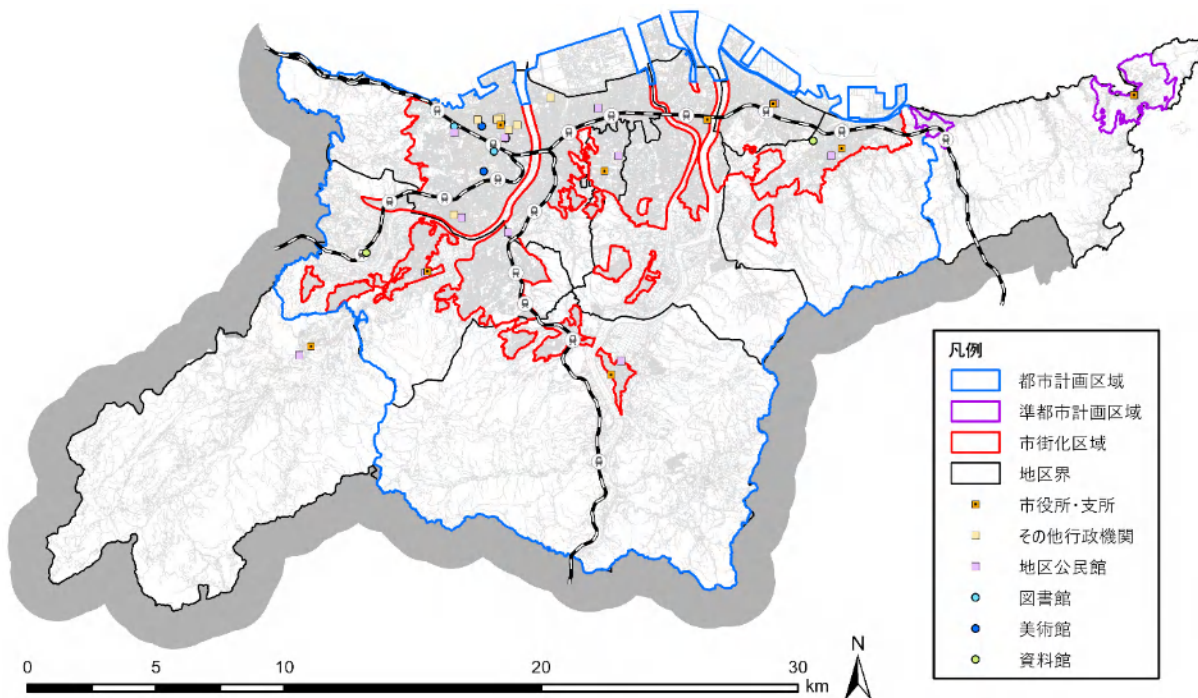 凡例
都市計画区域
準都市計画区域
市街化区域
地区界
市役所・支所
その他行政機関
地区公民館
図書館
美術館
資料館
0 5 10 20 30
km
N